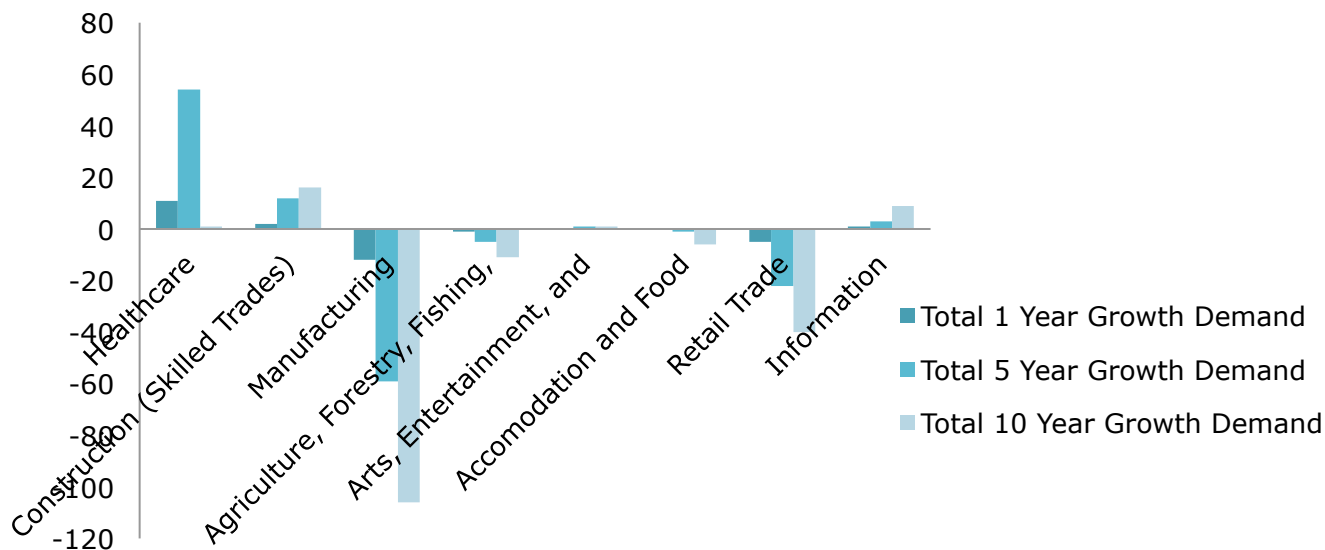 80
60
40
20
0
-20
-40
-60
-80
-100
-120
Healthcare
Construction (Skilled Trades)
Manufacturing
Agriculture, Forestry, Fishing,
Arts, Entertainment, and
Accomodation and Food
Retail Trade
Information
Total 1 Year Growth Demand
Total 5 Year Growth Demand
Total 10 Year Growth Demand